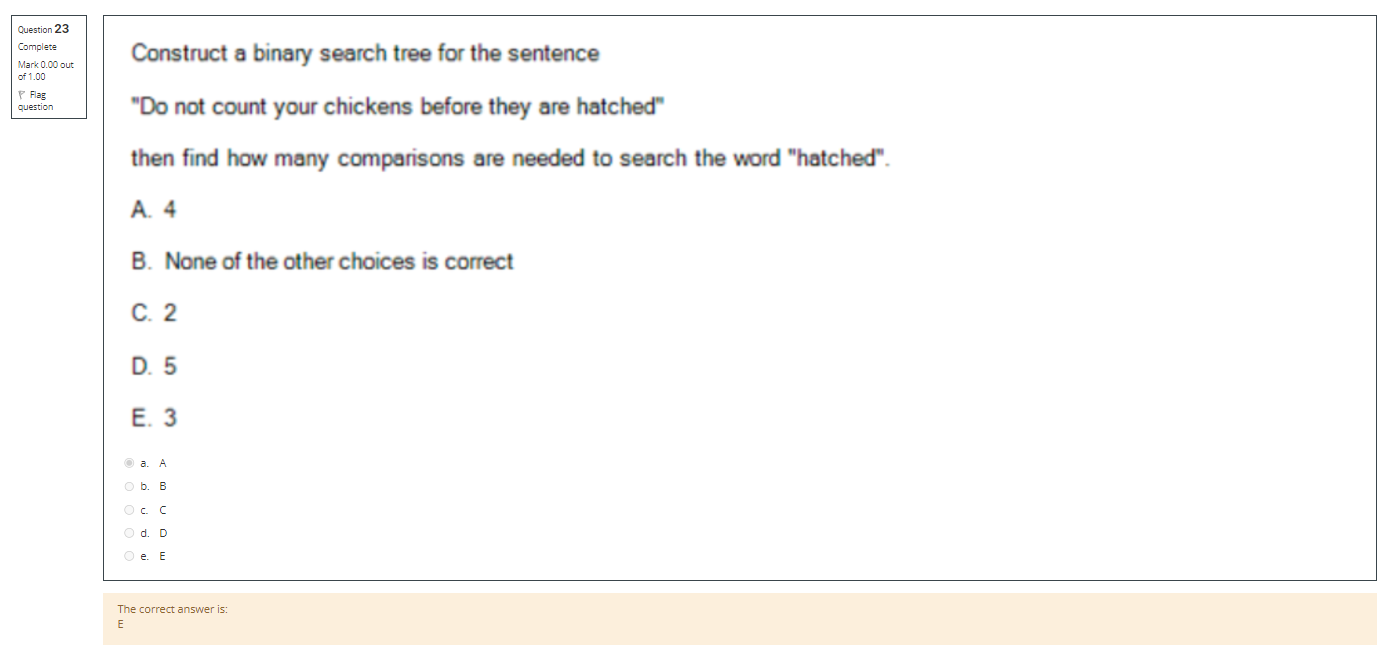 Question 23
Complete
Mark 0.00 out
of 1.00
Flag
question
Construct a binary search tree for the sentence
"Do not count your chickens before they are hatched"
then find how many comparisons are needed to search the word "hatched".
A. 4
B. None of the other choices is correct
C. 2
D. 5
E. 3
a. A
b. B
c. C
d. D
e. E
The correct answer is:
E